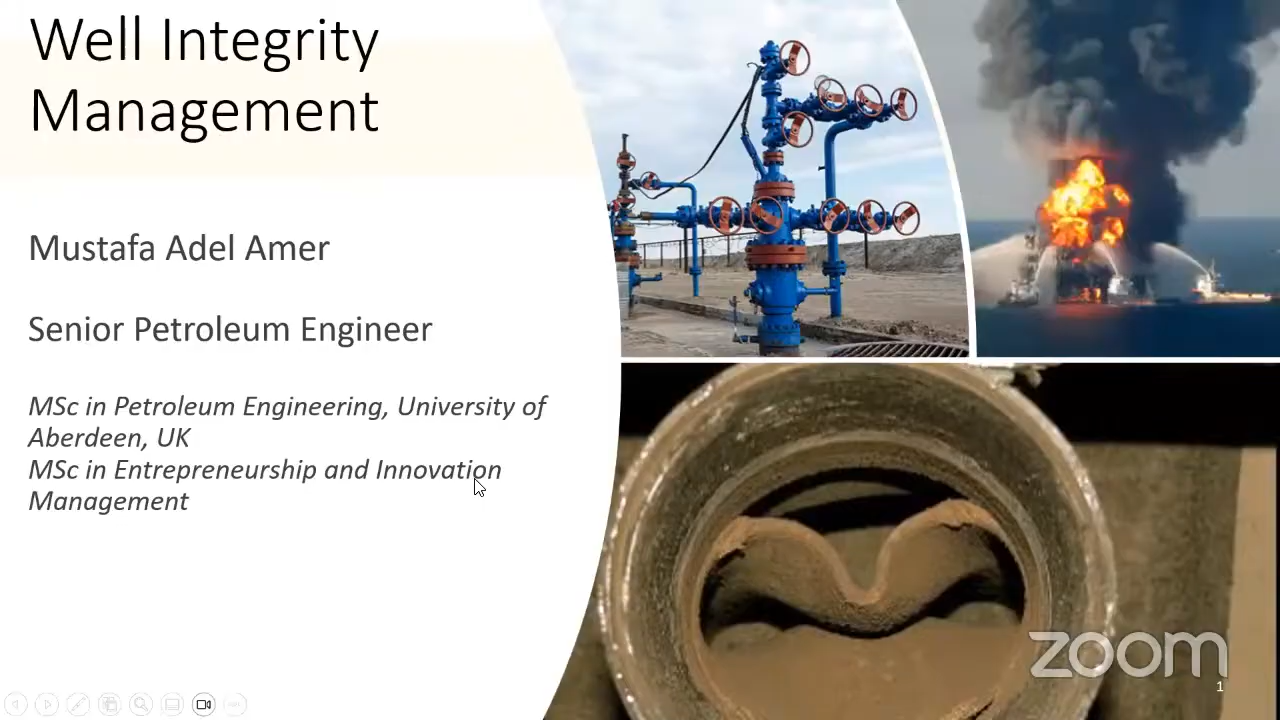 Well Integrity
Management
Mustafa Adel Amer
Senior Petroleum Engineer
MSc in Petroleum Engineering, University of
Aberdeen, UK
MSc in Entrepreneurship and Innovation
Management
zoom
1